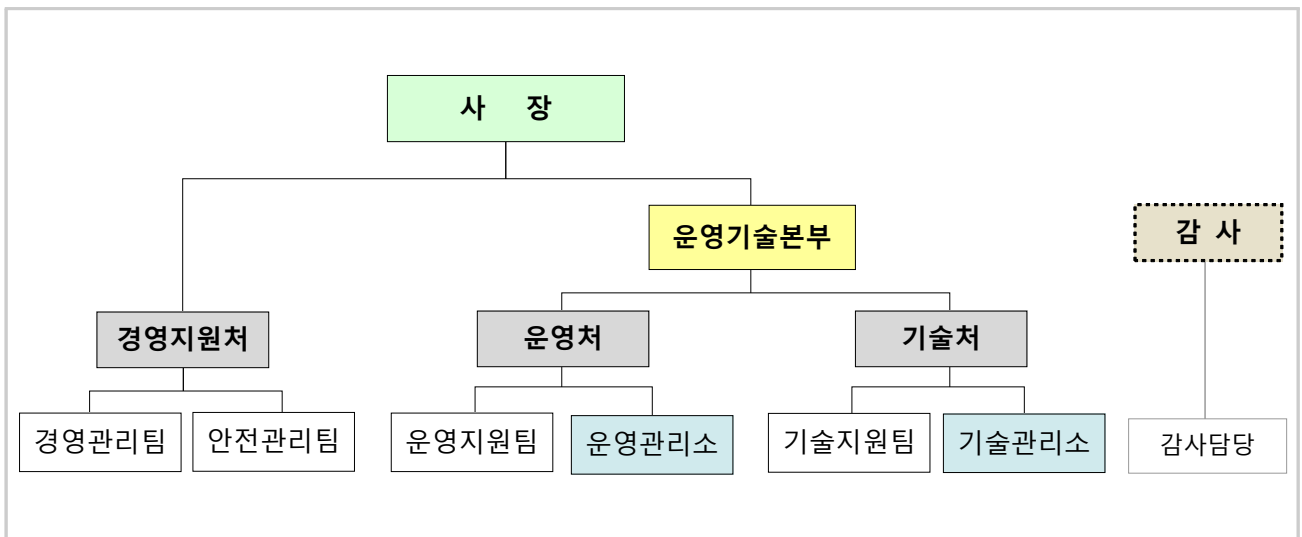 사 장
운영기술본부
감 사
경영지원처
운영처
기술처
경영관리팀
안전관리팀
운영지원팀
운영관리소
기술지원팀
기술관리소
감사담당